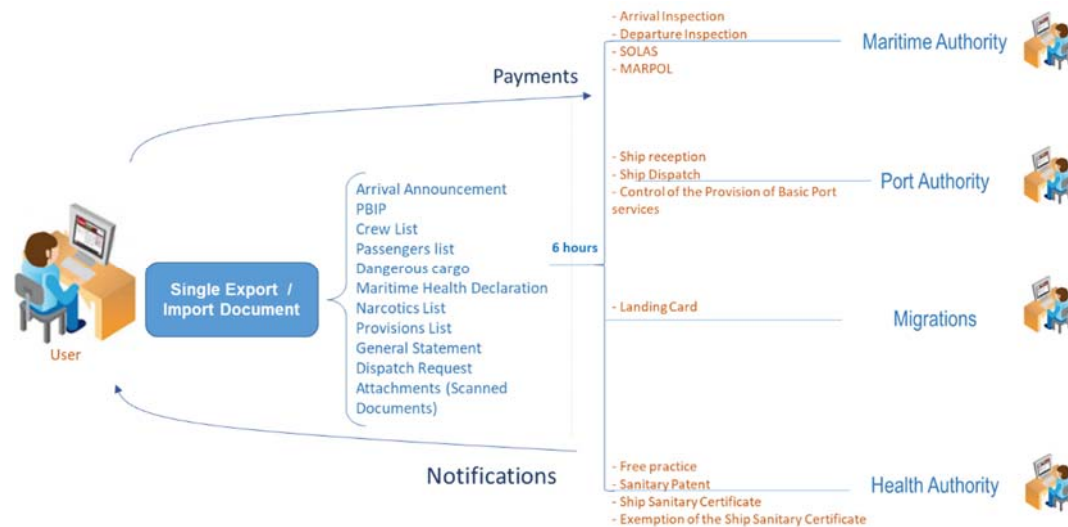 Payments
User
Single Export /
Import Document
Arrival Announcement
PBIP
Crew List
Passengers list
Dangerous cargo
Maritime Health Declaration
Narcotics List
Provisions List
General Statement
Dispatch Request
Attachments (Scanned
Documents)
Notifications
6 hours
- Arrival Inspection
- Departure Inspection
- SOLAS
- MARPOL
Maritime Authority
- Ship reception
- Ship Dispatch
- Control of the Provision of Basic Port
services
Port Authority
- Landing Card
Migrations
- Free practice
- Sanitary Patent
- Ship Sanitary Certificate
- Exemption of the Ship Sanitary Certificate
Health Authority